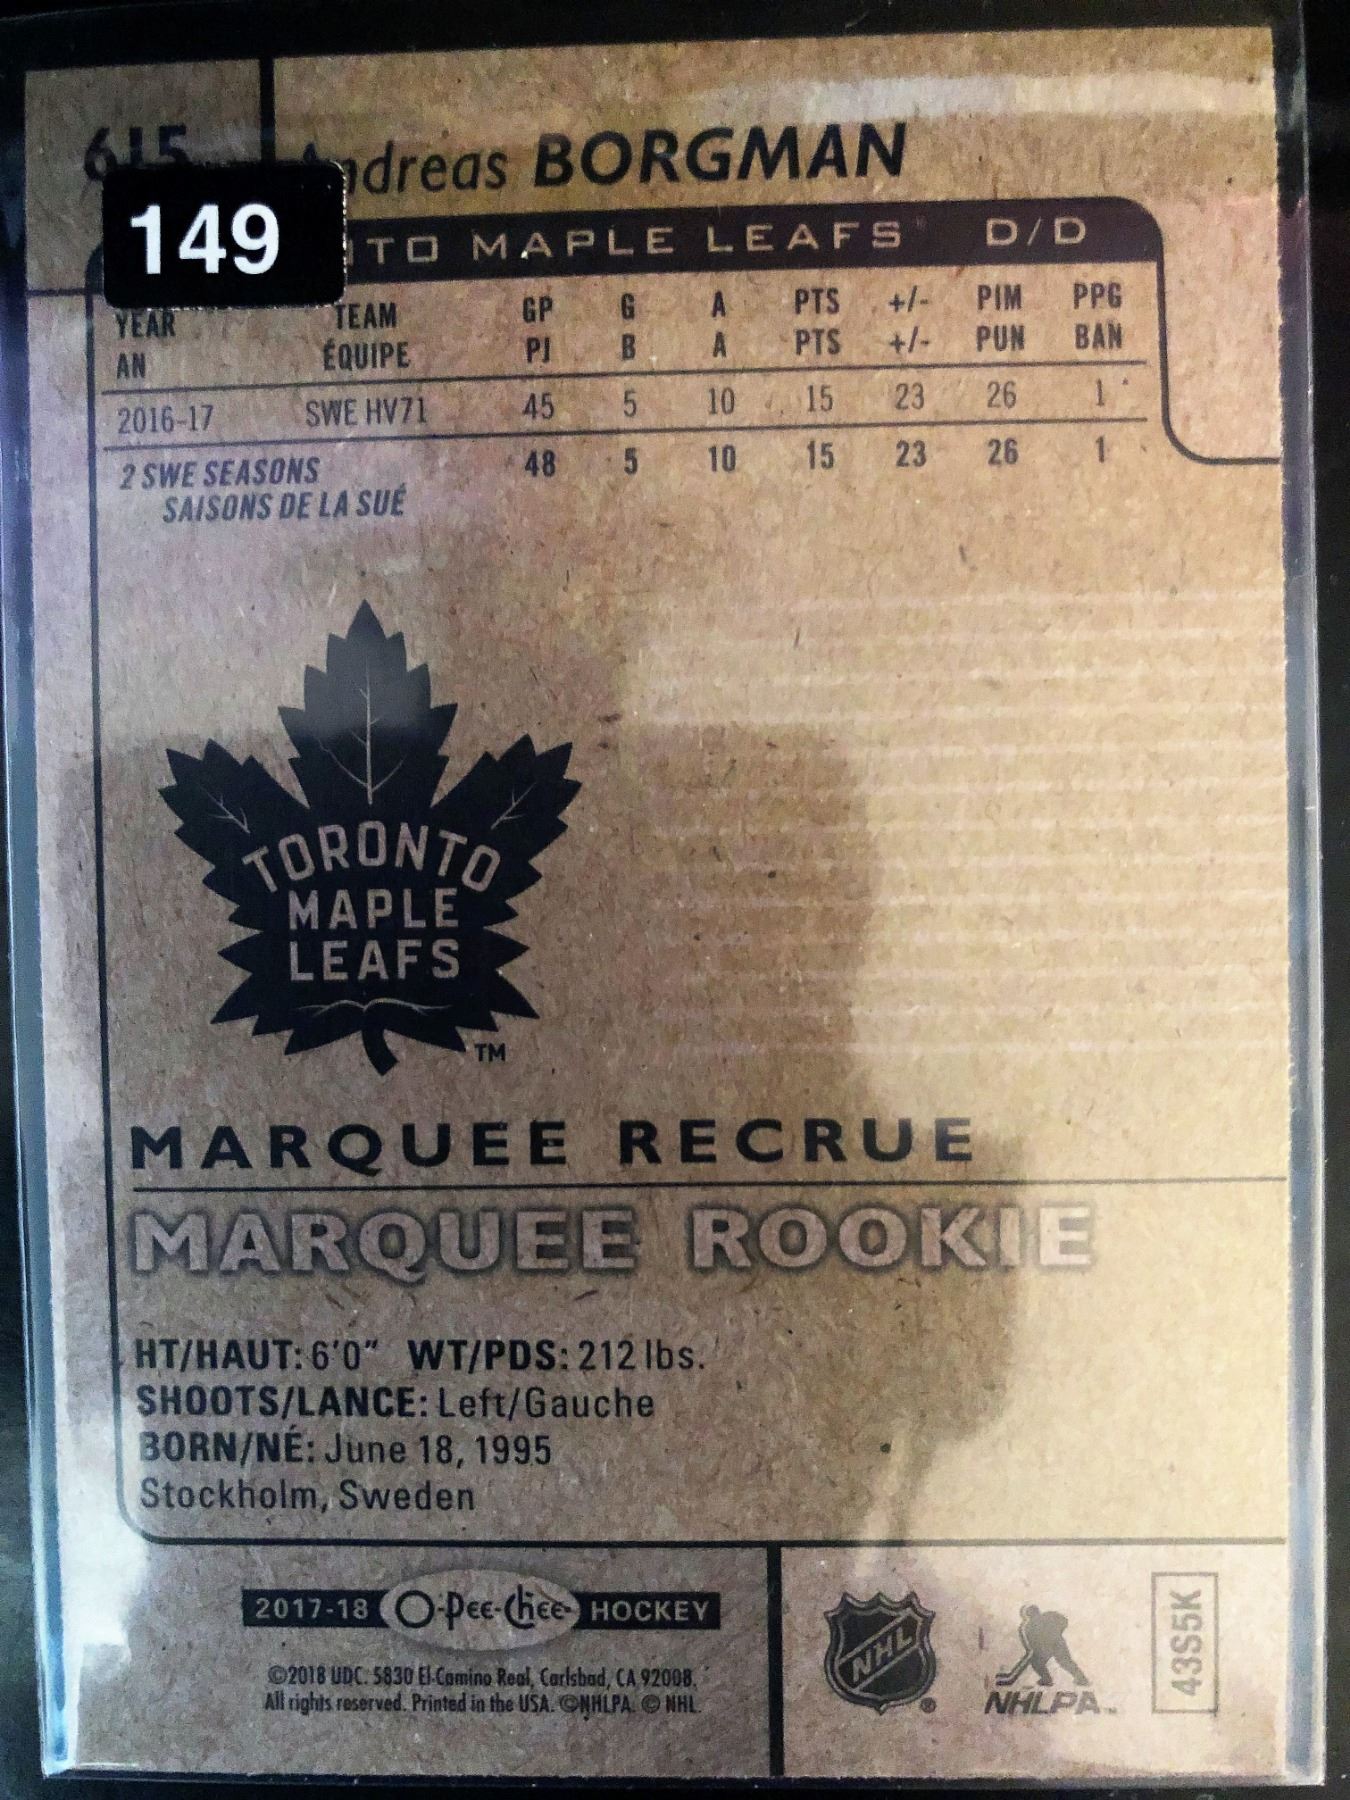 615
Andreas BORGMAN
149
NTO MAPLE LEAFS D/D
YEAR TEAM GP G A PTS +/- PIM PPG
AN ÉQUIPE PJ B A PTS +/- PUN BAN
2016-17 SWE HV71 45 5 10 15 23 26 1
2 SWE SEASONS 48 5 10 15 23 26 1
SAISONS DE LA SUÉ
TORONTO
MAPLE
LEAFS
TM
MARQUEE RECRUE
MARQUEE ROOKIE
HT/HAUT: 6'0" WT/PDS: 212 lbs.
SHOOTS/LANCE: Left/Gauche
BORN/NÉ: June 18, 1995
Stockholm, Sweden
2017-18 O-Pee-Chee HOCKEY
©2018 UDC. 5830 El Camino Real, Carlsbad, CA 92008.
All rights reserved. Printed in the USA. ©NHLPA. © NHL.
NHL ®
NHLPA™
43S5K